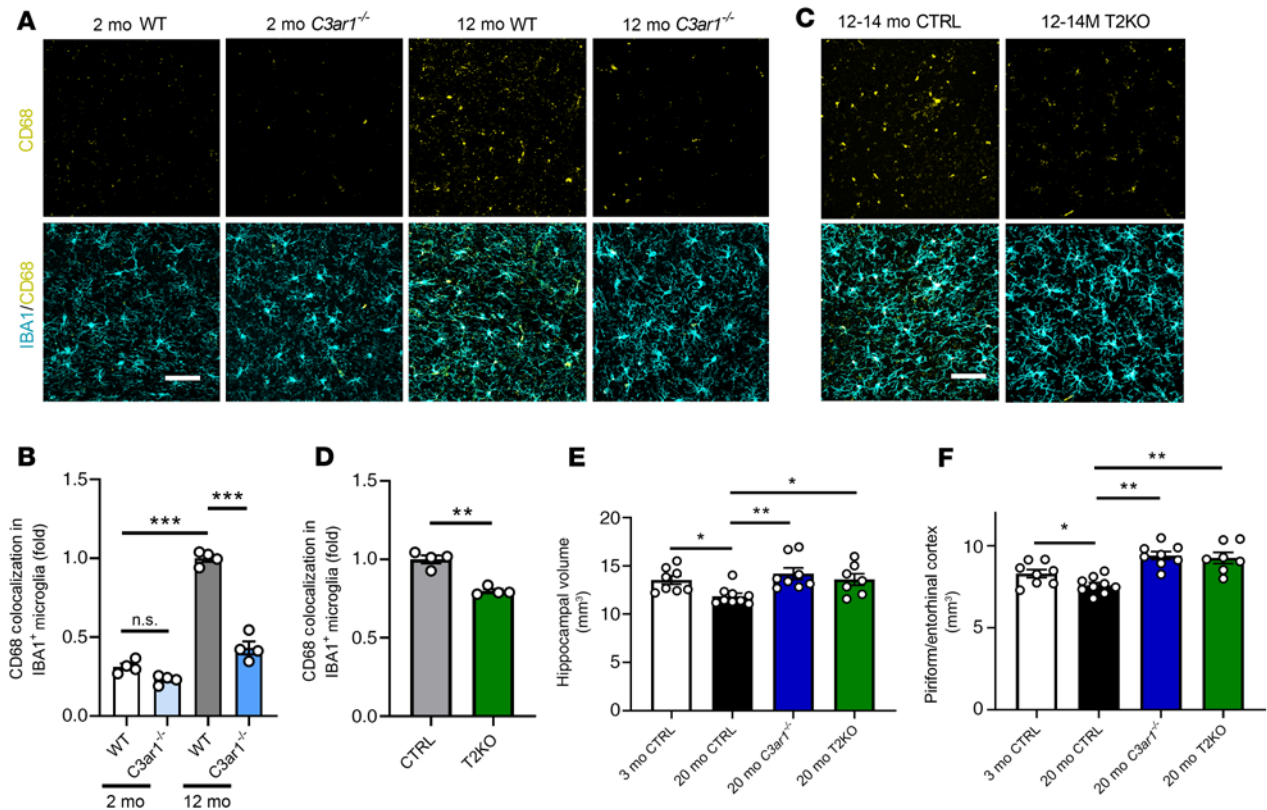 A
2 mo WT
2 mo C3ar1-/-
12 mo WT
12 mo C3ar1-/-
CD68
IBA1/CD68
C
12-14 mo CTRL
12-14M T2KO
B
CD68 colocalization in
IBA1+ microglia (fold)
1.5
1.0
0.5
0.0
n.s.
***
***
WT
C3ar1-/-
WT
C3ar1-/-
2 mo
12 mo
D
CD68 colocalization in
IBA1+ microglia (fold)
1.5
1.0
0.5
0.0
**
CTRL
T2KO
E
Hippocampal volume
(mm3)
20
15
10
5
0
*
**
*
3 mo CTRL
20 mo CTRL
20 mo C3ar1-/-
20 mo T2KO
F
Piriform/entorhinal cortex
(mm3)
10
5
0
*
**
**
3 mo CTRL
20 mo CTRL
20 mo C3ar1-/-
20 mo T2KO